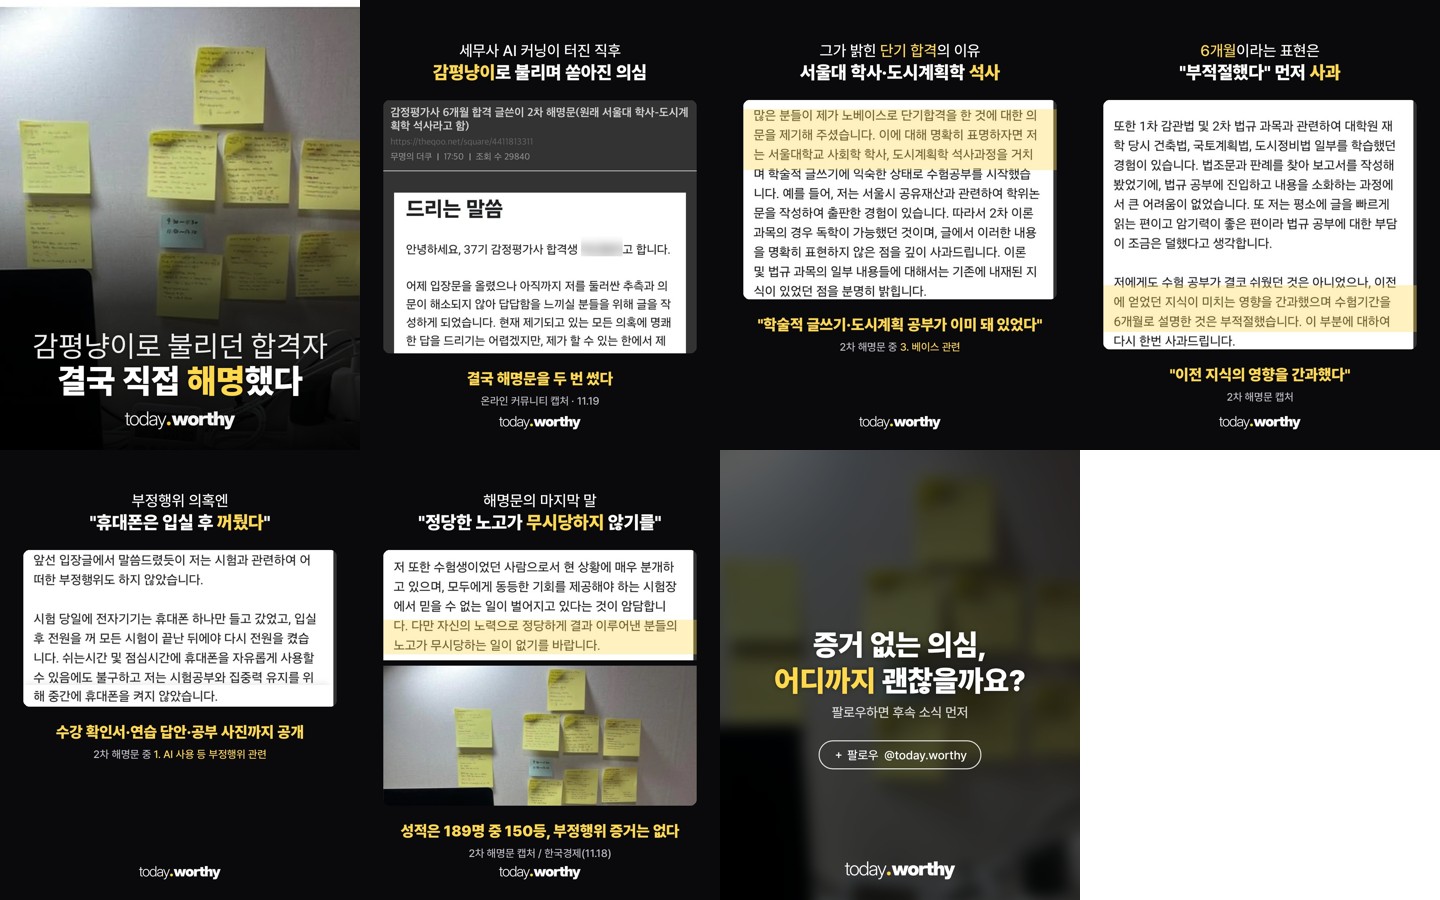 감평냥이로 불리던 합격자
결국 직접 해명했다
today.worthy
세무사 AI 커닝이 터진 직후
감평냥이로 불리며 쏟아진 의심
감정평가사 6개월 합격 글쓴이 2차 해명문(원래 서울대 학사-도시계
획학 석사라고 함)
https://theqoo.net/square/4411813311
무명의 더쿠 | 17:50 | 조회 수 29840
드리는 말씀
안녕하세요, 37기 감정평가사 합격생 고 합니다.
어제 입장문을 올렸으나 아직까지 저를 둘러싼 추측과 의
문이 해소되지 않아 답답함을 느끼실 분들을 위해 글을 작
성하게 되었습니다. 현재 제기되고 있는 모든 의혹에 명쾌
한 답을 드리기는 어렵겠지만, 제가 할 수 있는 한에서 제
결국 해명문을 두 번 썼다
온라인 커뮤니티 캡처 · 11.19
today.worthy
그가 밝힌 단기 합격의 이유
서울대 학사·도시계획학 석사
많은 분들이 제가 노베이스로 단기합격을 한 것에 대한 의
문을 제기해 주셨습니다. 이에 대해 명확히 표명하자면 저
는 서울대학교 사회학 학사, 도시계획학 석사과정을 거치
며 학술적 글쓰기에 익숙한 상태로 수험공부를 시작했습
니다. 예를 들어, 저는 서울시 공유재산과 관련하여 학위논
문을 작성하여 출판한 경험이 있습니다. 따라서 2차 이론
과목의 경우 독학이 가능했던 것이며, 글에서 이러한 내용
을 명확히 표현하지 않은 점을 깊이 사과드립니다. 이론
및 법규 과목의 일부 내용들에 대해서는 기존에 내재된 지
식이 있었던 점을 분명히 밝힙니다.
"학술적 글쓰기·도시계획 공부가 이미 돼 있었다"
2차 해명문 중 3. 베이스 관련
today.worthy
6개월이라는 표현은
"부적절했다" 먼저 사과
또한 1차 감관법 및 2차 법규 과목과 관련하여 대학원 재
학 당시 건축법, 국토계획법, 도시정비법 일부를 학습했던
경험이 있습니다. 법조문과 판례를 찾아 보고서를 작성해
봤었기에, 법규 공부에 진입하고 내용을 소화하는 과정에
서 큰 어려움이 없었습니다. 또 저는 평소에 글을 빠르게
읽는 편이고 암기력이 좋은 편이라 법규 공부에 대한 부담
이 조금은 덜했다고 생각합니다.
저에게도 수험 공부가 결코 쉬웠던 것은 아니었으나, 이전
에 얻었던 지식이 미치는 영향을 간과했으며 수험기간을
6개월로 설명한 것은 부적절했습니다. 이 부분에 대하여
다시 한번 사과드립니다.
"이전 지식의 영향을 간과했다"
2차 해명문 캡처
today.worthy
부정행위 의혹엔
"휴대폰은 입실 후 꺼뒀다"
앞선 입장글에서 말씀드렸듯이 저는 시험과 관련하여 어
떠한 부정행위도 하지 않았습니다.
시험 당일에 전자기기는 휴대폰 하나만 들고 갔었고, 입실
후 전원을 꺼 모든 시험이 끝난 뒤에야 다시 전원을 켰습
니다. 쉬는시간 및 점심시간에 휴대폰을 자유롭게 사용할
수 있음에도 불구하고 저는 시험공부와 집중력 유지를 위
해 중간에 휴대폰을 켜지 않았습니다.
수강 확인서·연습 답안·공부 사진까지 공개
2차 해명문 중 1. AI 사용 등 부정행위 관련
today.worthy
해명문의 마지막 말
"정당한 노고가 무시당하지 않기를"
저 또한 수험생이었던 사람으로서 현 상황에 매우 분개하
고 있으며, 모두에게 동등한 기회를 제공해야 하는 시험장
에서 믿을 수 없는 일이 벌어지고 있다는 것이 암담합니
다. 다만 자신의 노력으로 정당하게 결과 이루어낸 분들의
노고가 무시당하는 일이 없기를 바랍니다.
성적은 189명 중 150등, 부정행위 증거는 없다
2차 해명문 캡처 / 한국경제(11.18)
today.worthy
증거 없는 의심,
어디까지 괜찮을까요?
팔로우하면 후속 소식 먼저
+ 팔로우 @today.worthy
today.worthy